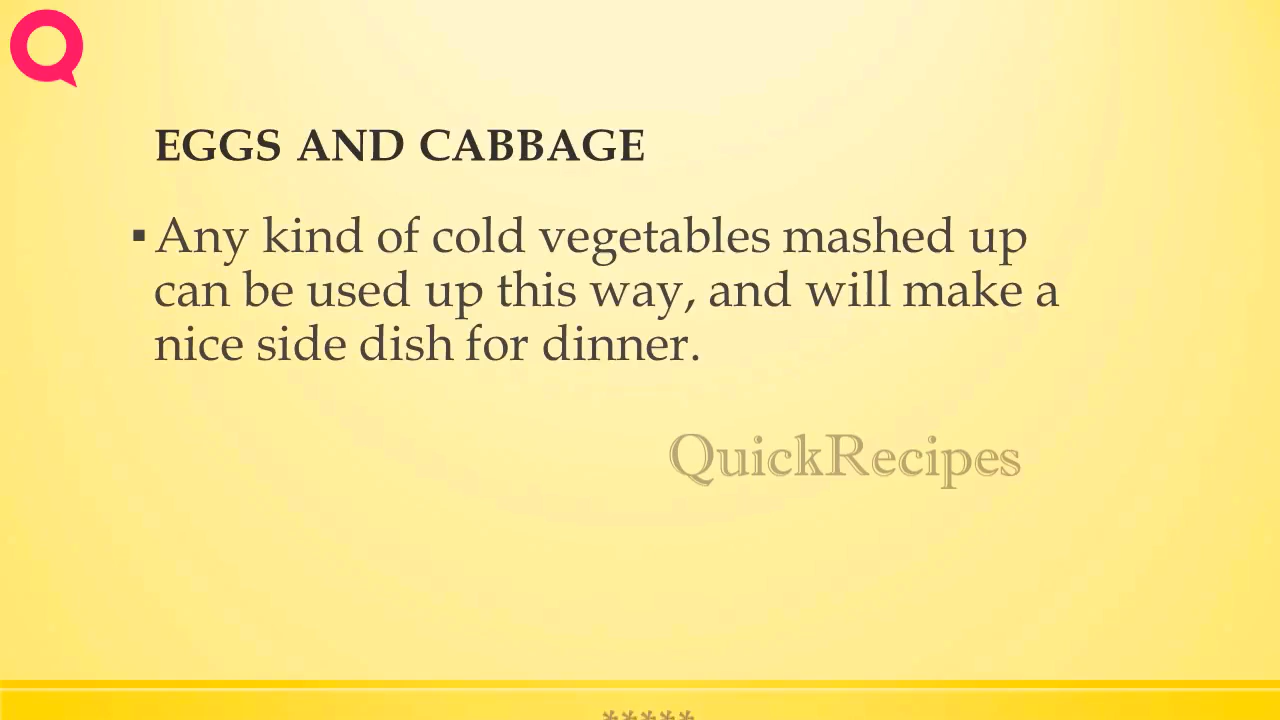 EGGS AND CABBAGE
▪ Any kind of cold vegetables mashed up
can be used up this way, and will make a
nice side dish for dinner.
QuickRecipes
*****